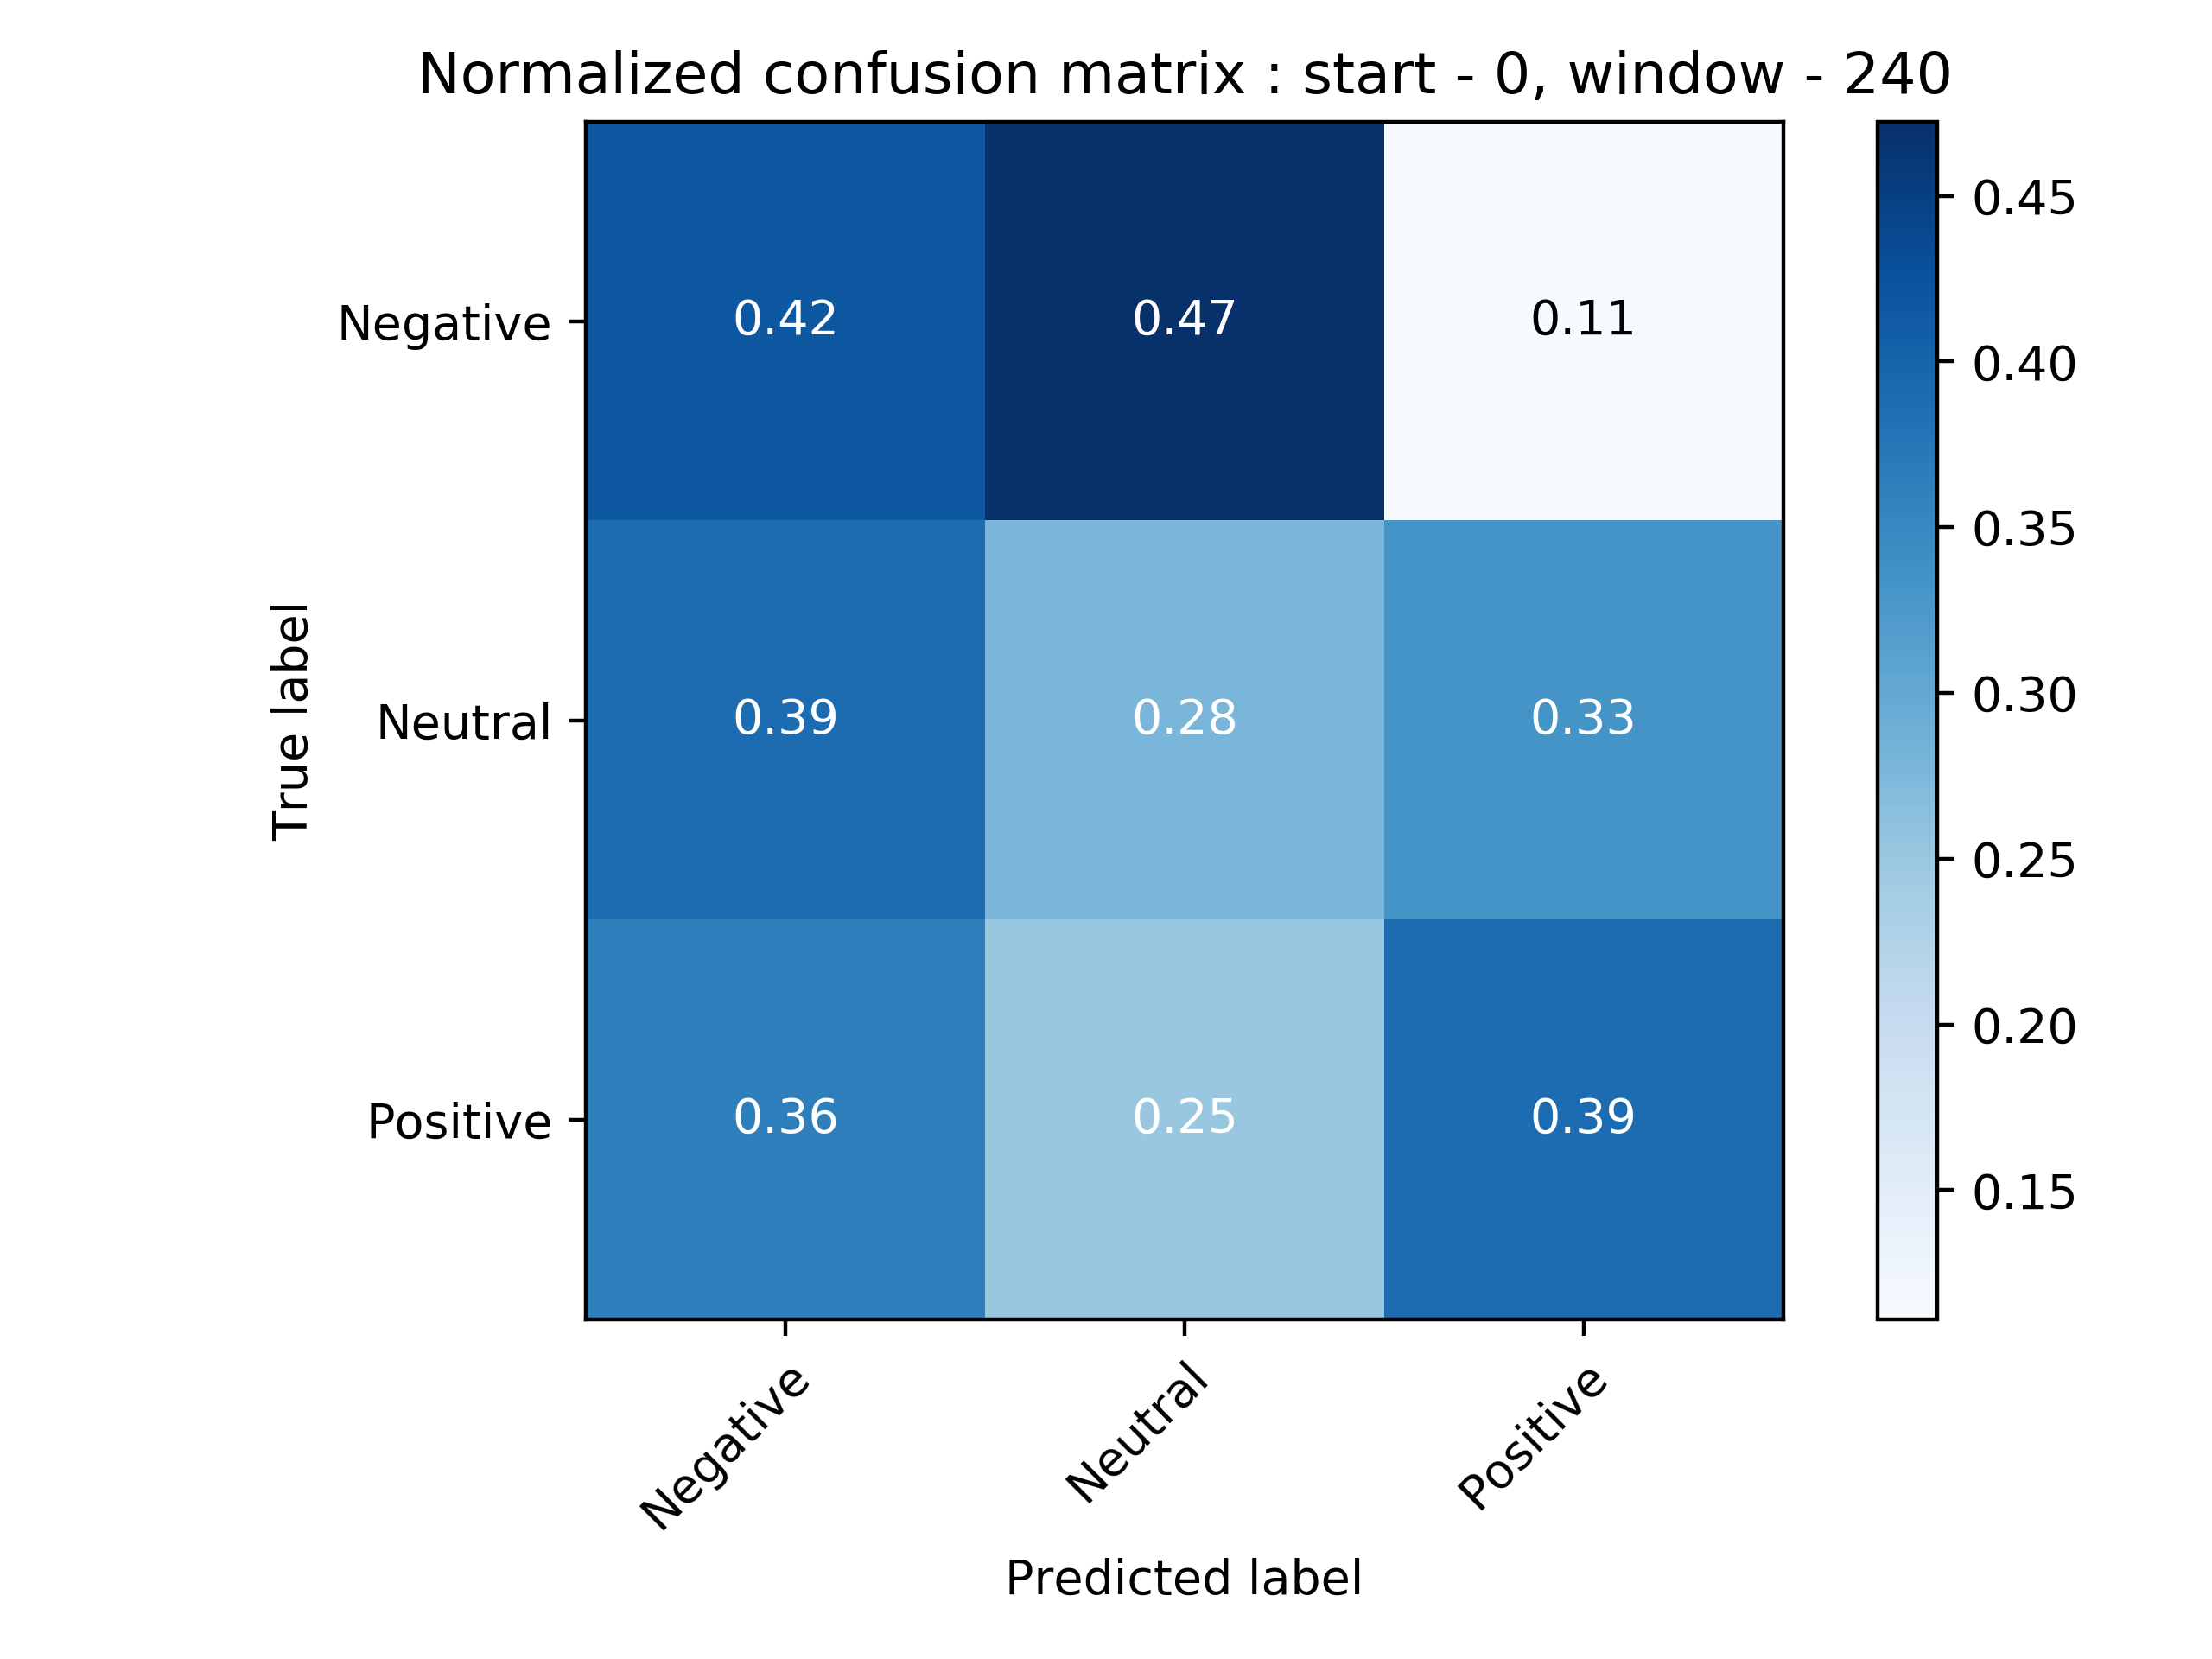 Normalized confusion matrix : start - 0, window - 240
True label
Negative
0.42 0.47 0.11
Neutral
0.39 0.28 0.33
Positive
0.36 0.25 0.39
Negative Neutral Positive
Predicted label
0.45
0.40
0.35
0.30
0.25
0.20
0.15